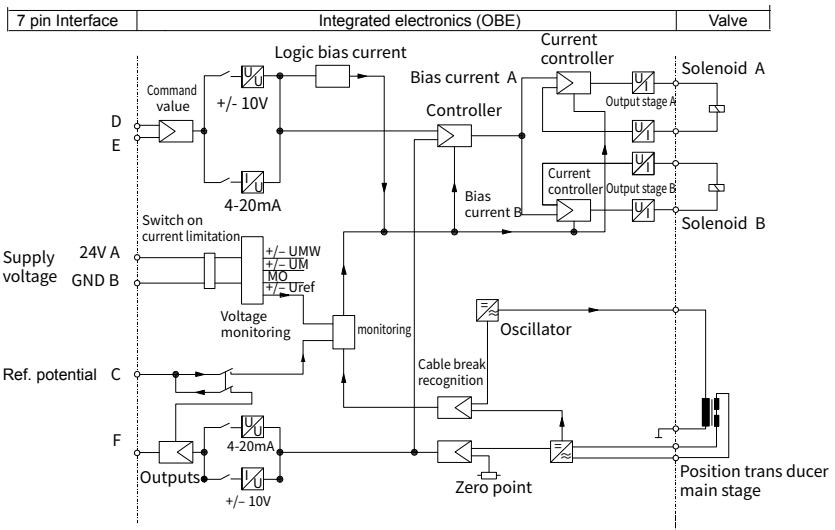 7 pin Interface
Integrated electronics (OBE)
Valve
Logic bias current
Current
controller
Bias current A
Solenoid A
Command
value
+/- 10V
Controller
Output stage A
D
E
4-20mA
Bias
current B
Current
controller
Output stage B
Solenoid B
Switch on
current limitation
Supply
voltage
24V A
GND B
+/– UMW
+/– UM
MO
+/– Uref
Voltage
monitoring
monitoring
Oscillator
Cable break
recognition
Ref. potential C
F
4-20mA
Outputs
+/– 10V
Zero point
Position trans ducer
main stage
U
U
I
U
U
I
U
I
U
I
U
I
U
U
I
U